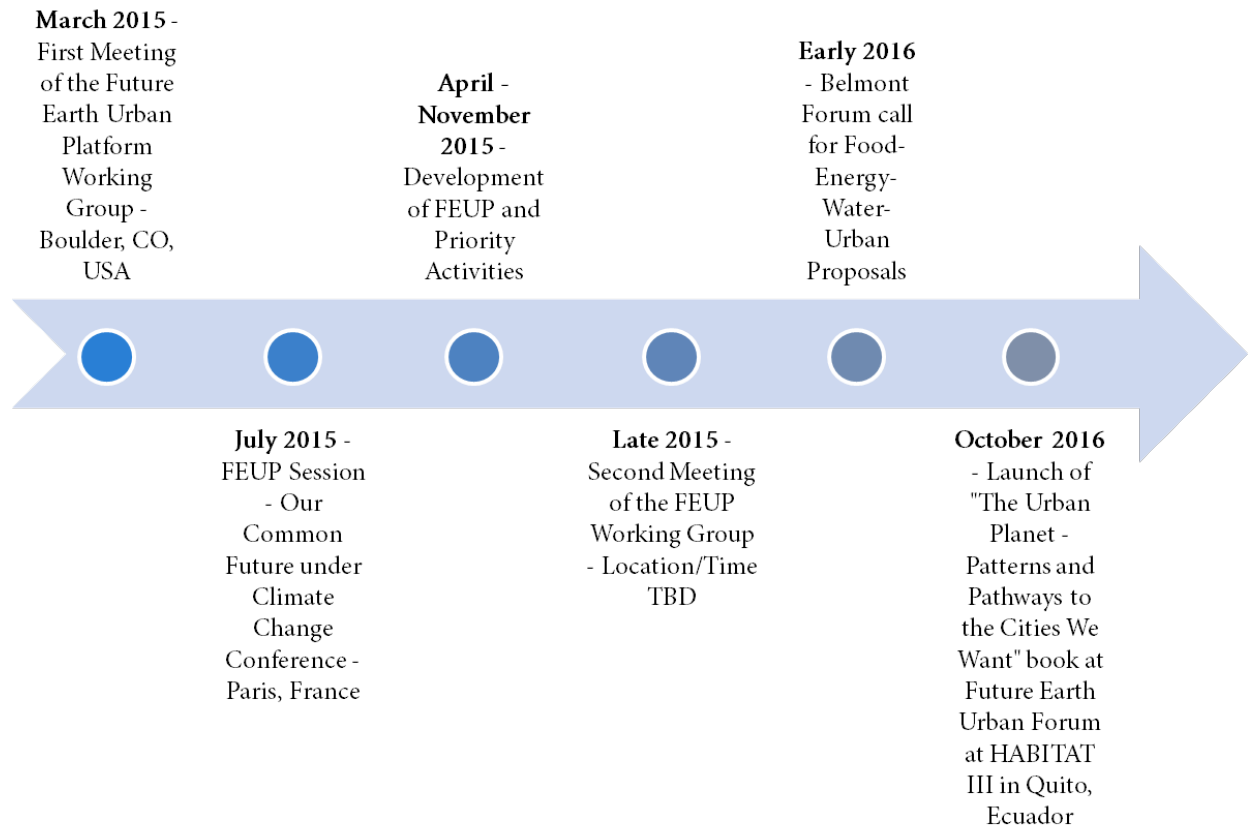 March 2015 -
First Meeting
of the Future
Earth Urban
Platform
Working
Group -
Boulder, CO,
USA
July 2015 -
FEUP Session
- Our
Common
Future under
Climate
Change
Conference -
Paris, France
April -
November
2015 -
Development
of FEUP and
Priority
Activities
Late 2015 -
Second Meeting
of the FEUP
Working Group
- Location/Time
TBD
Early 2016
- Belmont
Forum call
for Food-
Energy-
Water-
Urban
Proposals
October 2016
- Launch of
"The Urban
Planet -
Patterns and
Pathways to
the Cities We
Want" book at
Future Earth
Urban Forum
at HABITAT
III in Quito,
Ecuador